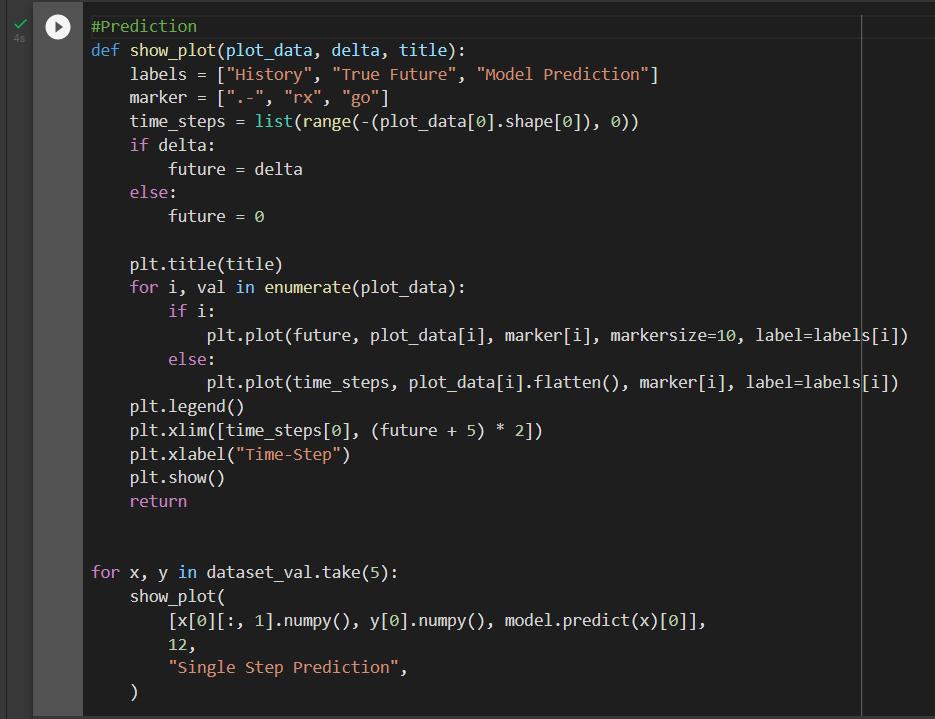 4s
#Prediction
def show_plot(plot_data, delta, title):
    labels = ["History", "True Future", "Model Prediction"]
    marker = [".-", "rx", "go"]
    time_steps = list(range(-(plot_data[0].shape[0]), 0))
    if delta:
        future = delta
    else:
        future = 0

    plt.title(title)
    for i, val in enumerate(plot_data):
        if i:
            plt.plot(future, plot_data[i], marker[i], markersize=10, label=labels[i])
        else:
            plt.plot(time_steps, plot_data[i].flatten(), marker[i], label=labels[i])
    plt.legend()
    plt.xlim([time_steps[0], (future + 5) * 2])
    plt.xlabel("Time-Step")
    plt.show()
    return


for x, y in dataset_val.take(5):
    show_plot(
        [x[0][:, 1].numpy(), y[0].numpy(), model.predict(x)[0]],
        12,
        "Single Step Prediction",
    )